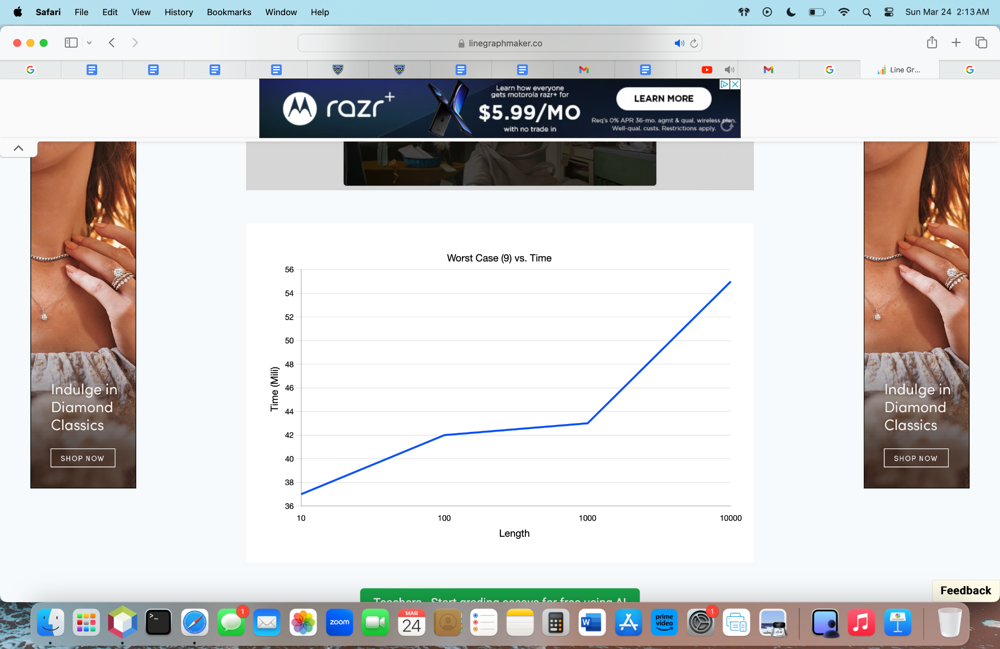 Safari File Edit View History Bookmarks Window Help Sun Mar 24 2:13 AM
linegraphmaker.co
Line Gr...
razr+
Learn how everyone
gets motorola razr+ for
$5.99/MO
with no trade in
LEARN MORE
Req's 0% APR 36-mo. agmt & qual. wireless plan.
Well-qual. custs. Restrictions apply.
Indulge in
Diamond
Classics
SHOP NOW
Worst Case (9) vs. Time
56
54
52
50
48
46
44
42
40
38
36
Time (Mili)
10 100 1000 10000
Length
Indulge in
Diamond
Classics
SHOP NOW
Teachers - Start grading essays for free using AI
Feedback
>_
1
zoom
MAR
24
W
prime
video
1